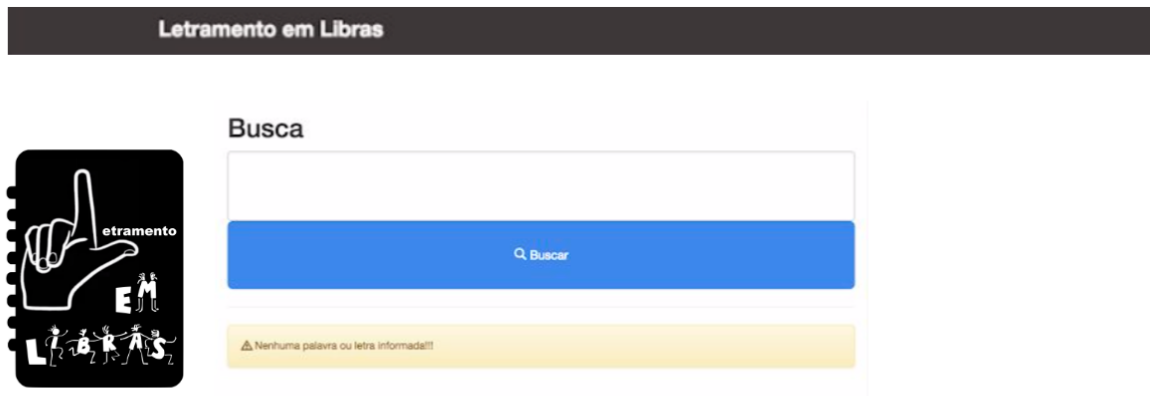 Letramento em Libras
Busca
Buscar
Nenhuma palavra ou letra informada!!!
etramento
EM
LIBRAS